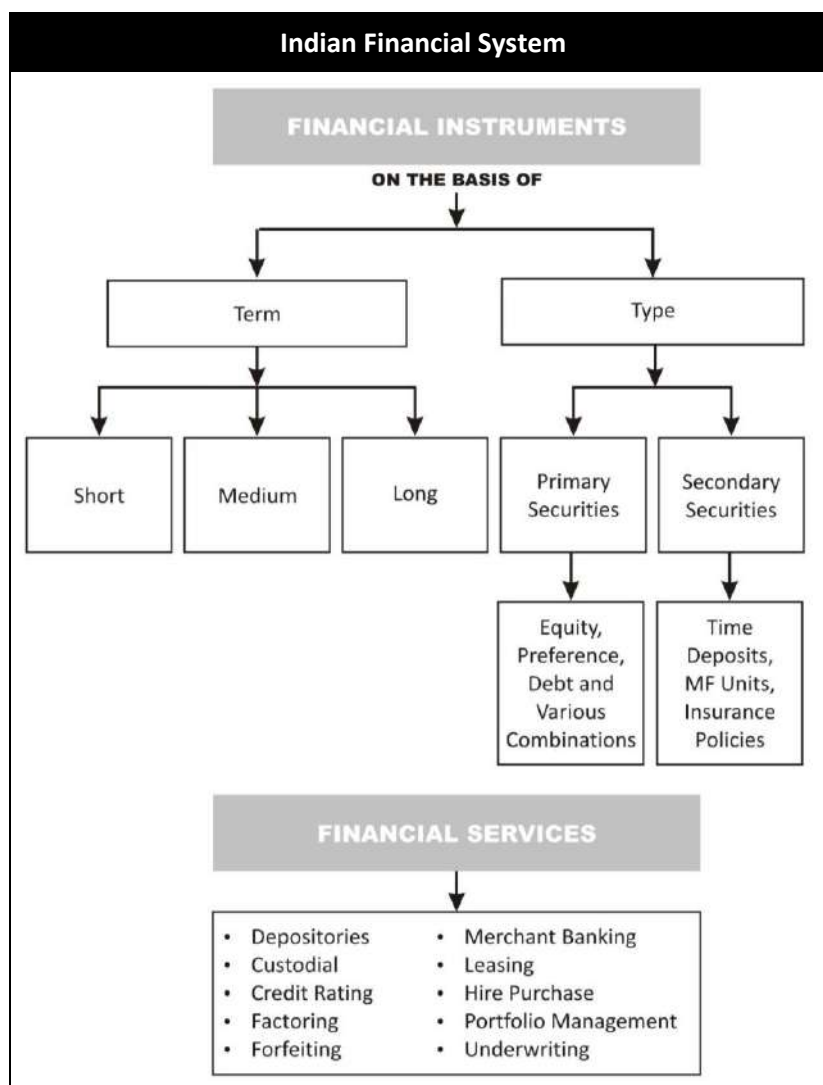 Indian Financial System
FINANCIAL INSTRUMENTS
ON THE BASIS OF
Term
Type
Short
Medium
Long
Primary
Securities
Secondary
Securities
Equity,
Preference,
Debt and
Various
Combinations
Time
Deposits,
MF Units,
Insurance
Policies
FINANCIAL SERVICES
• Depositories
• Custodial
• Credit Rating
• Factoring
• Forfeiting
• Merchant Banking
• Leasing
• Hire Purchase
• Portfolio Management
• Underwriting